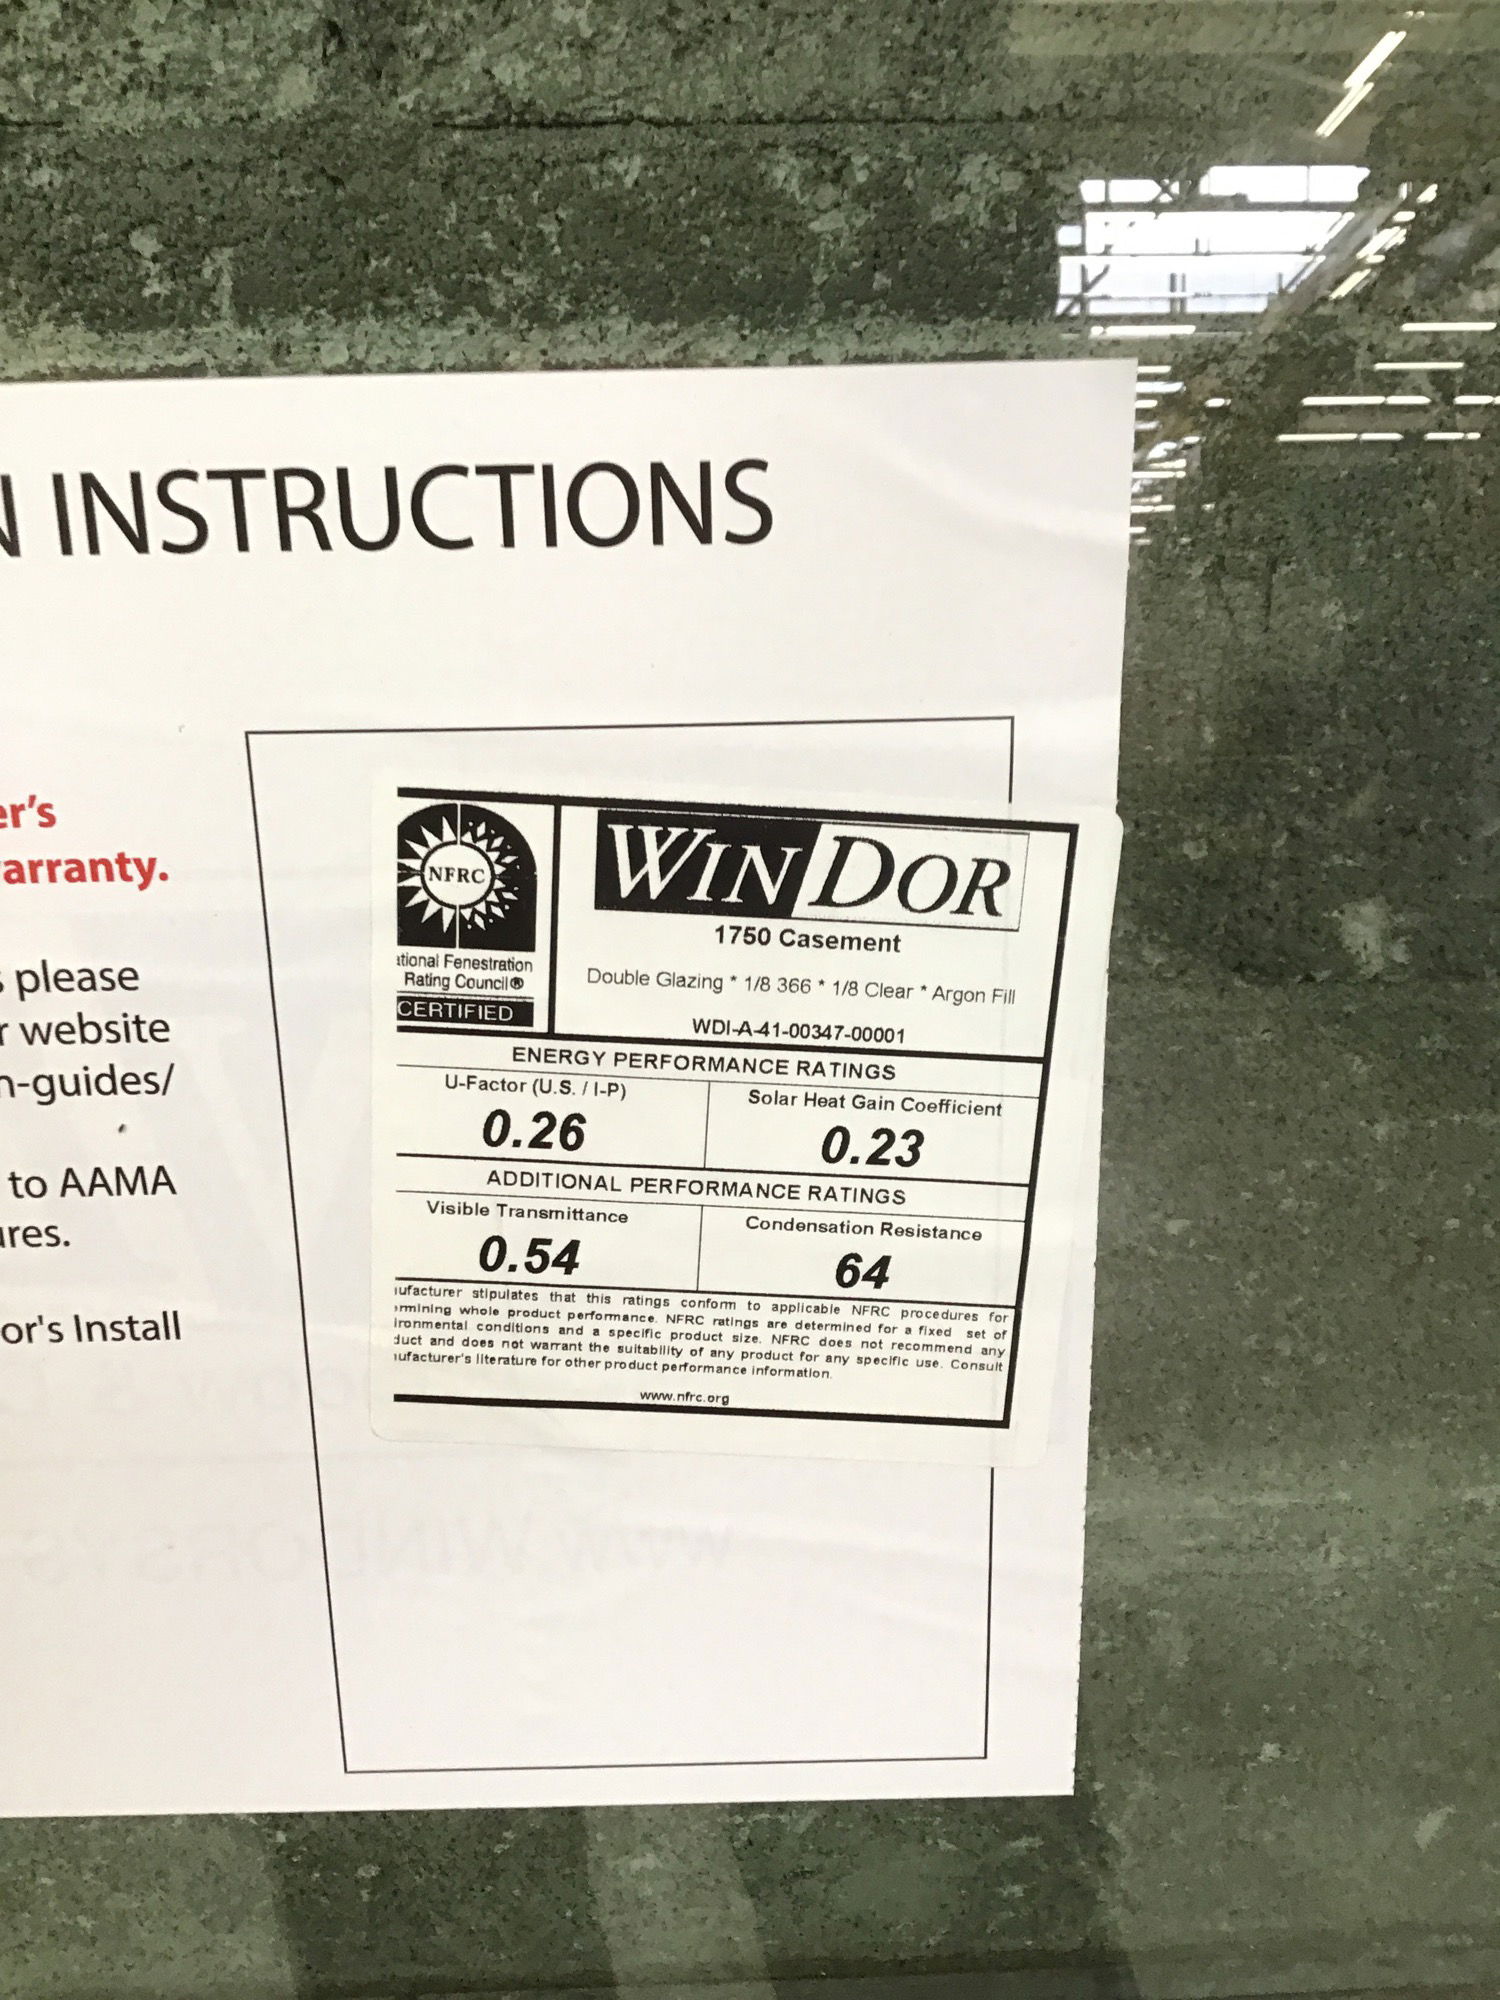 INSTRUCTIONS
er's
arranty.
please
website
n-guides/
to AAMA
ures.
or's Install
NFRC
ational Fenestration
Rating Council®
CERTIFIED
WINDOR
1750 Casement
Double Glazing * 1/8 366 * 1/8 Clear * Argon Fill
WDI-A-41-00347-00001
ENERGY PERFORMANCE RATINGS
U-Factor (U.S. / I-P)
0.26
Solar Heat Gain Coefficient
0.23
ADDITIONAL PERFORMANCE RATINGS
Visible Transmittance
0.54
Condensation Resistance
64
ufacturer stipulates that this ratings conform to applicable NFRC procedures for
rmining whole product performance. NFRC ratings are determined for a fixed set of
ironmental conditions and a specific product size. NFRC does not recommend any
duct and does not warrant the suitability of any product for any specific use. Consult
ufacturer's literature for other product performance information.
www.nfrc.org